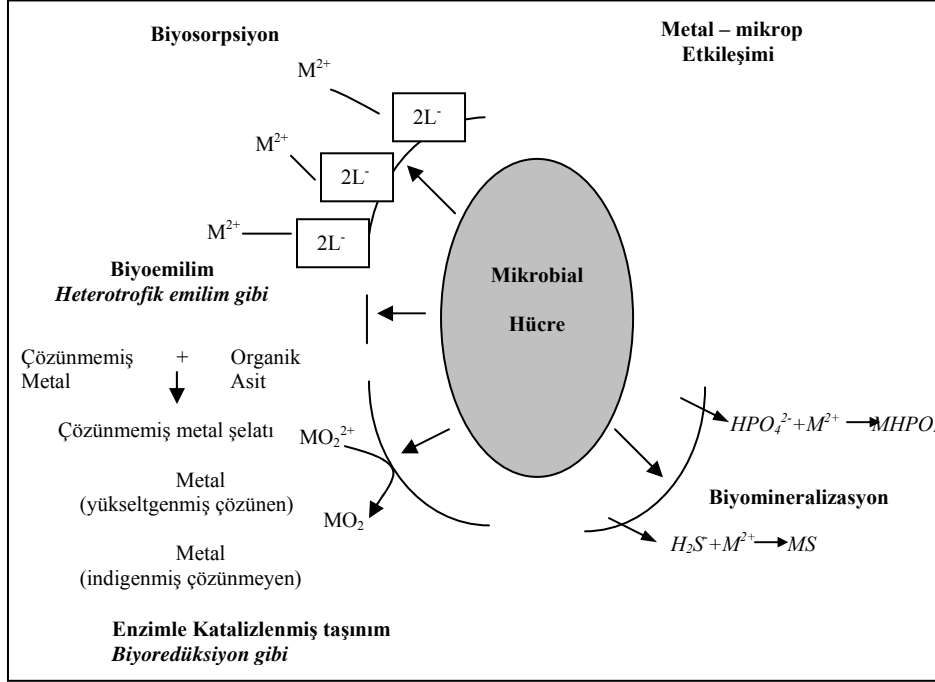 Biyosorpsiyon
Metal – mikrop
Etkileşimi
M²⁺
2L⁻
M²⁺
2L⁻
M²⁺
2L⁻
Biyoemilim
Heterotrofik emilim gibi
Mikrobial
Hücre
Çözünmemiş + Organik
Metal Asit
Çözünmemiş metal şelatı
MO₂²⁺
Metal
(yükseltgenmiş çözünen)
MO₂
Metal
(indigenmiş çözünmeyen)
HPO₄²⁻+M²⁺ → MHPO
Biyomineralizasyon
H₂S⁻+M²⁺ → MS
Enzimle Katalizlenmiş taşınım
Biyoredüksiyon gibi